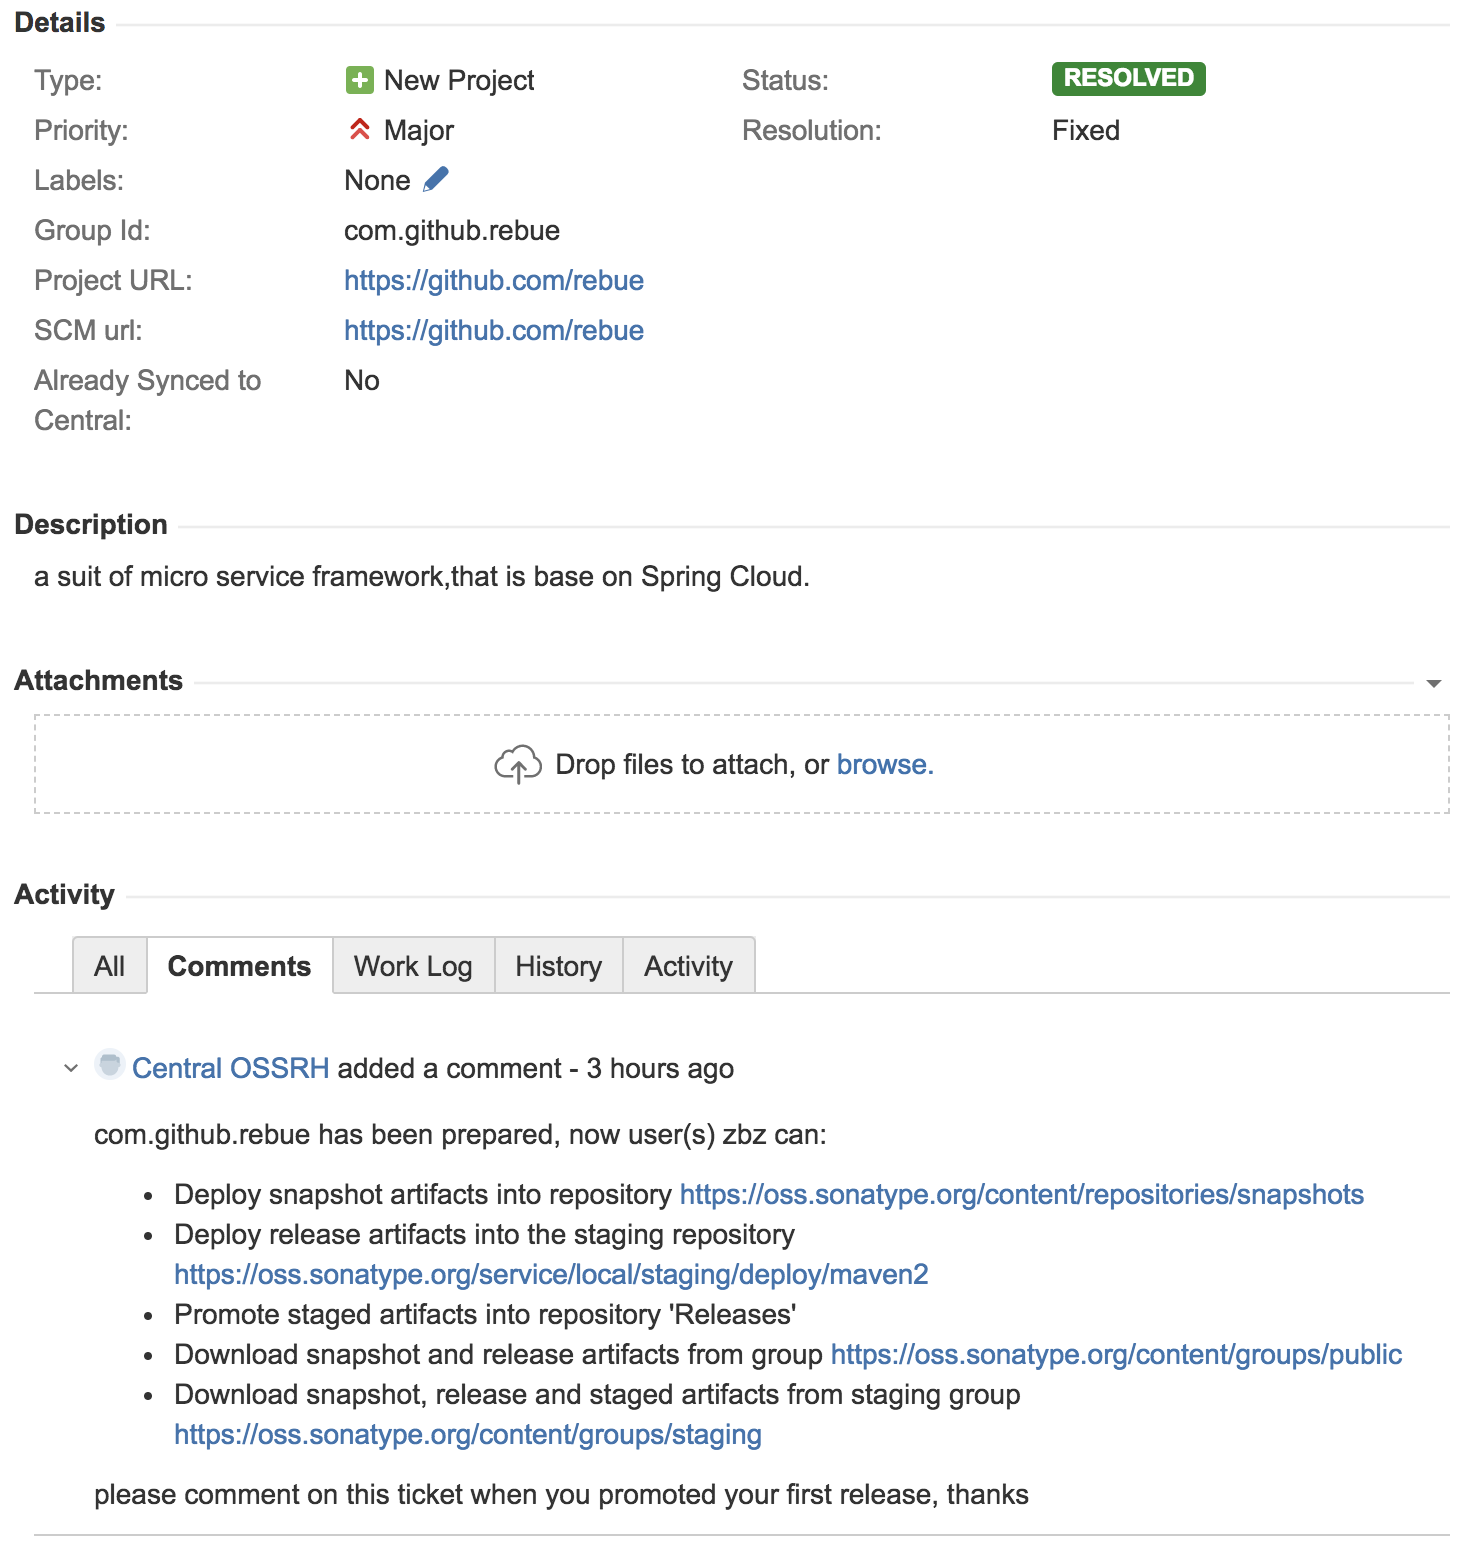 Details
Type: New Project Status: RESOLVED
Priority: Major Resolution: Fixed
Labels: None
Group Id: com.github.rebue
Project URL: https://github.com/rebue
SCM url: https://github.com/rebue
Already Synced to No
Central:
Description
a suit of micro service framework,that is base on Spring Cloud.
Attachments
Drop files to attach, or browse.
Activity
All Comments Work Log History Activity
Central OSSRH added a comment - 3 hours ago
com.github.rebue has been prepared, now user(s) zbz can:
• Deploy snapshot artifacts into repository https://oss.sonatype.org/content/repositories/snapshots
• Deploy release artifacts into the staging repository
https://oss.sonatype.org/service/local/staging/deploy/maven2
• Promote staged artifacts into repository 'Releases'
• Download snapshot and release artifacts from group https://oss.sonatype.org/content/groups/public
• Download snapshot, release and staged artifacts from staging group
https://oss.sonatype.org/content/groups/staging
please comment on this ticket when you promoted your first release, thanks